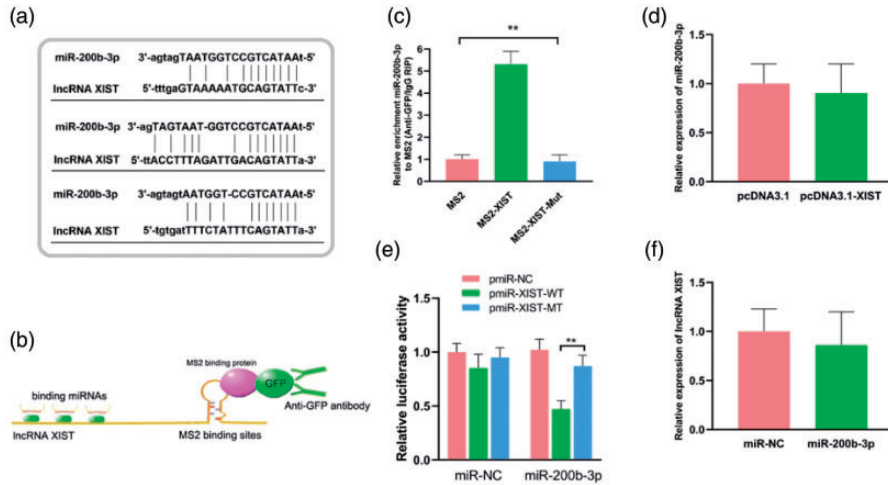 (a)
miR-200b-3p 3'-agtagTAATGGTCCGTCATAAt-5'
lncRNA XIST 5'-tttgaGTAAAAATGCAGTATTc-3'
miR-200b-3p 3'-agTAGTAAT-GGTCCGTCATAAt-5'
lncRNA XIST 5'-ttACCTTTAGATTGACAGTATTa-3'
miR-200b-3p 3'-agtagtAATGGT-CCGTCATAAt-5'
lncRNA XIST 5'-tgtgatTTTCTATTTCAGTATTa-3'
(b)
binding miRNAs
lncRNA XIST
MS2 binding protein
GFP
Anti-GFP antibody
MS2 binding sites
(c)
Relative enrichment miR-200b-3p
to MS2 (Anti-GFP/IgG RIP)
8
6
4
2
1
0
**
MS2
MS2-XIST
MS2-XIST-Mut
(d)
Relative expression of miR-200b-3p
1.5
1.0
0.5
0.0
pcDNA3.1
pcDNA3.1-XIST
(e)
pmiR-NC
pmiR-XIST-WT
pmiR-XIST-MT
Relative luciferase activity
1.5
1.0
0.5
0.0
**
miR-NC
miR-200b-3p
(f)
Relative expression of lncRNA XIST
1.5
1.0
0.5
0.0
miR-NC
miR-200b-3p